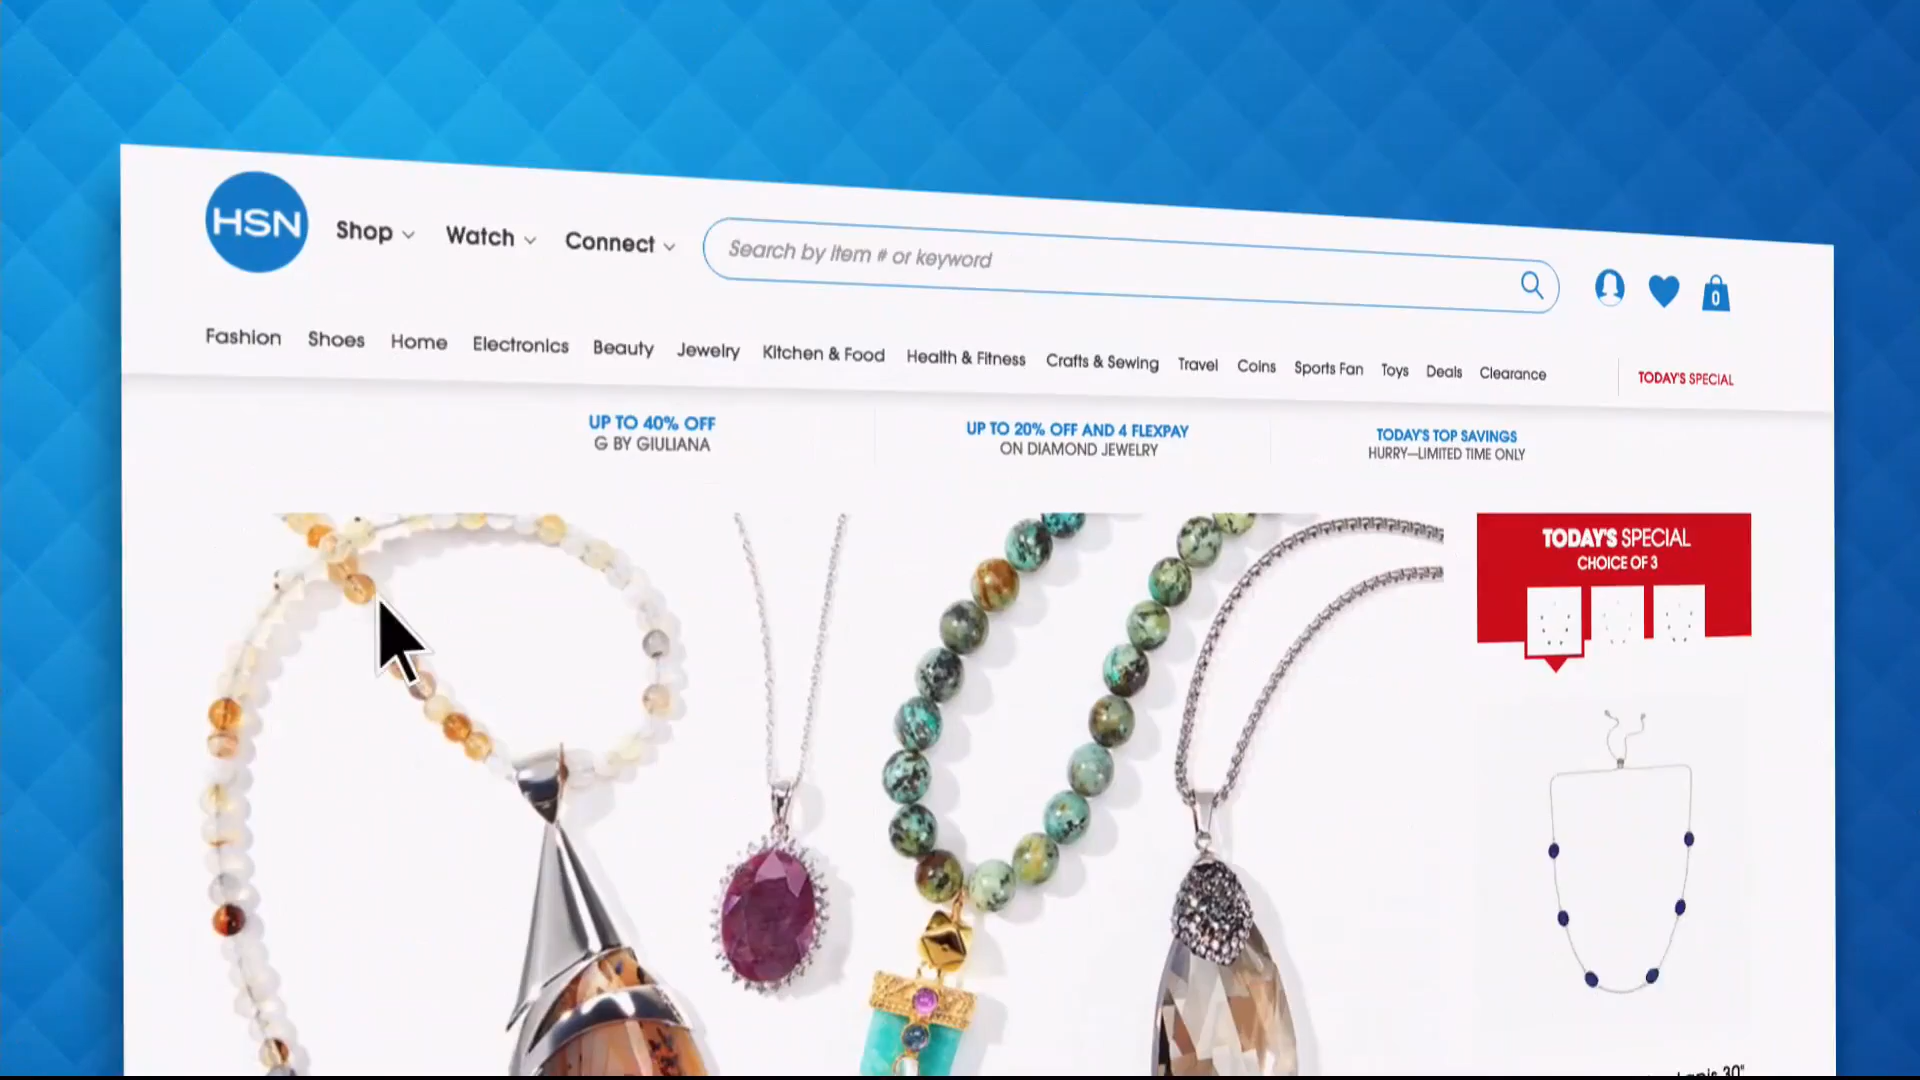 HSN
Shop
Watch
Connect
Search by item # or keyword
0
Fashion
Shoes
Home
Electronics
Beauty
Jewelry
Kitchen & Food
Health & Fitness
Crafts & Sewing
Travel
Coins
Sports Fan
Toys
Deals
Clearance
TODAY'S SPECIAL
UP TO 40% OFF
G BY GIULIANA
UP TO 20% OFF AND 4 FLEXPAY
ON DIAMOND JEWELRY
TODAY'S TOP SAVINGS
HURRY—LIMITED TIME ONLY
TODAY'S SPECIAL
CHOICE OF 3
30"